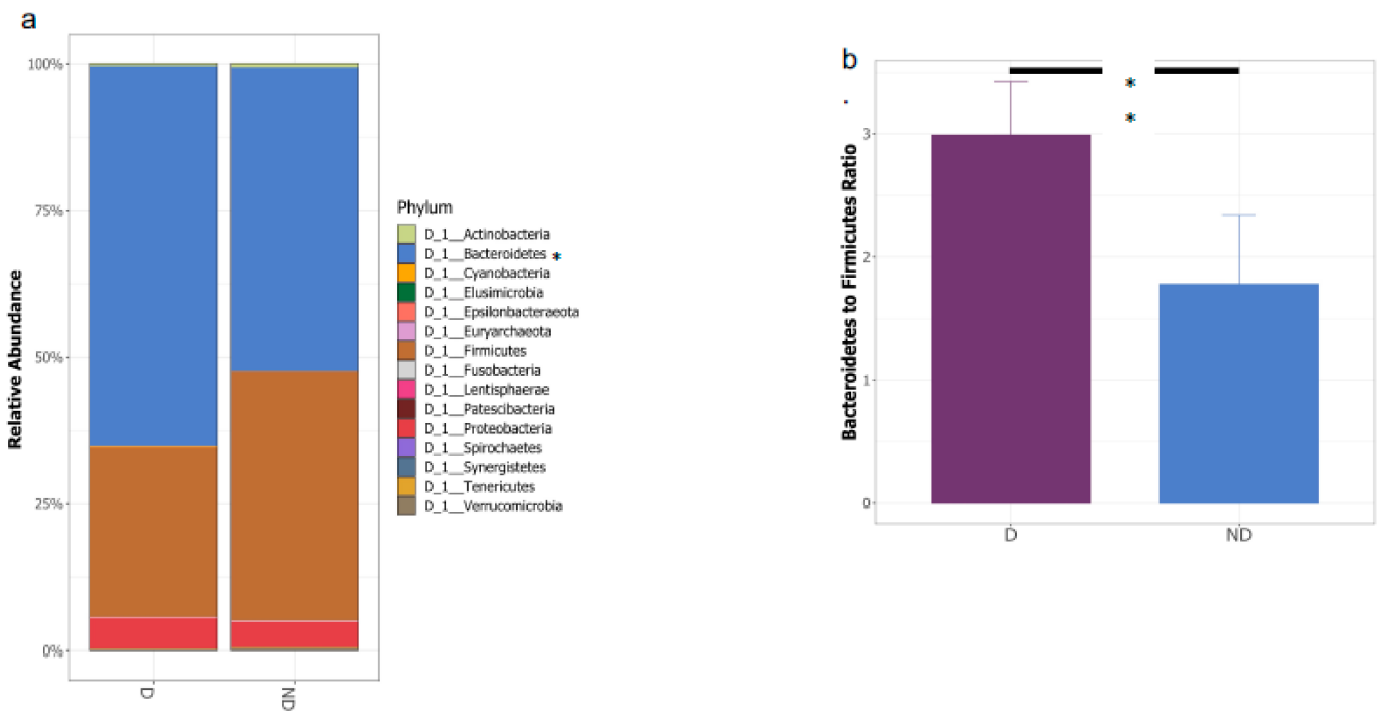 a
100%
75%
50%
25%
0%
Relative Abundance
D
ND
Phylum
D_1__Actinobacteria
D_1__Bacteroidetes *
D_1__Cyanobacteria
D_1__Elusimicrobia
D_1__Epsilonbacteraeota
D_1__Euryarchaeota
D_1__Firmicutes
D_1__Fusobacteria
D_1__Lentisphaerae
D_1__Patescibacteria
D_1__Proteobacteria
D_1__Spirochaetes
D_1__Synergistetes
D_1__Tenericutes
D_1__Verrucomicrobia
b
.
*
*
3
2
1
0
Bacteroidetes to Firmicutes Ratio
D
ND